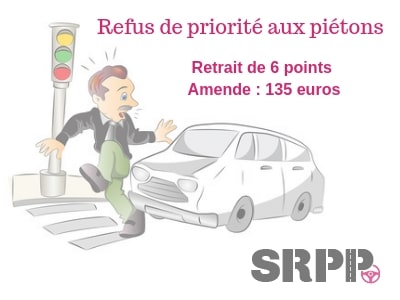 Refus de priorité aux piétons
Retrait de 6 points
Amende : 135 euros
SRPP